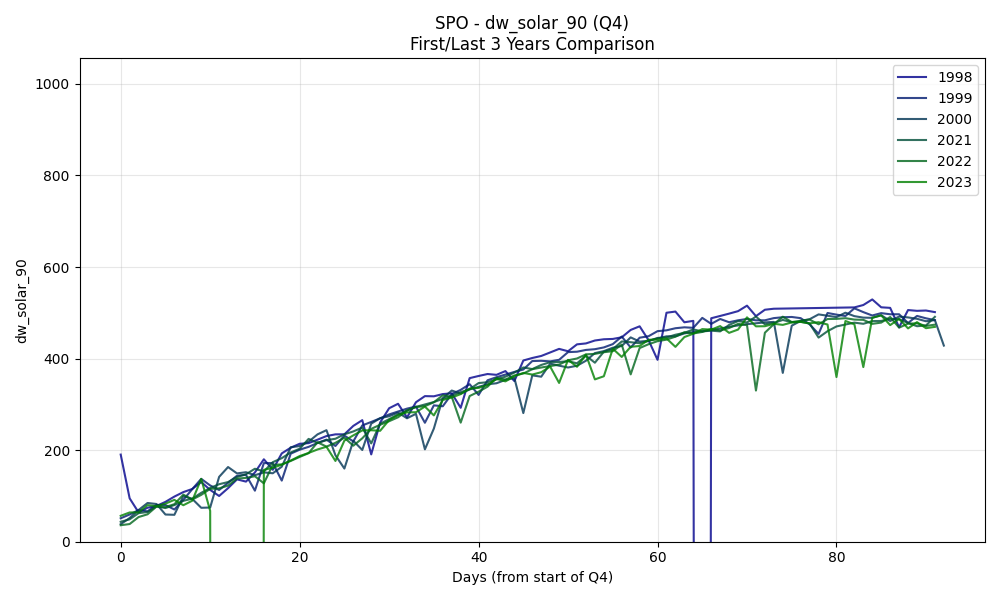 SPO - dw_solar_90 (Q4)
First/Last 3 Years Comparison
1000
800
600
400
200
0
dw_solar_90
0 20 40 60 80
Days (from start of Q4)
1998
1999
2000
2021
2022
2023